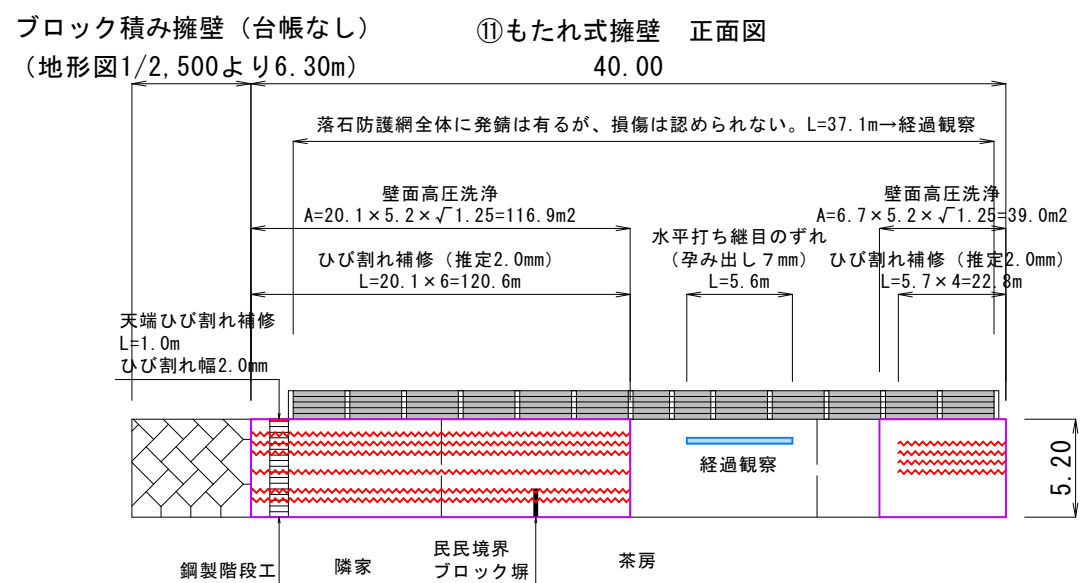 ブロック積み擁壁（台帳なし）
⑪もたれ式擁壁　正面図
（地形図1/2,500より6.30m）
40.00
落石防護網全体に発錆は有るが、損傷は認められない。L=37.1m→経過観察
壁面高圧洗浄
A=20.1×5.2×√1.25=116.9m2
壁面高圧洗浄
A=6.7×5.2×√1.25=39.0m2
水平打ち継目のずれ
（孕み出し７㎜）
L=5.6m
ひび割れ補修（推定2.0mm）
L=20.1×6=120.6m
ひび割れ補修（推定2.0mm）
L=5.7×4=22.8m
天端ひび割れ補修
L=1.0m
ひび割れ幅2.0mm
経過観察
5.20
鋼製階段工
隣家
民民境界
ブロック塀
茶房